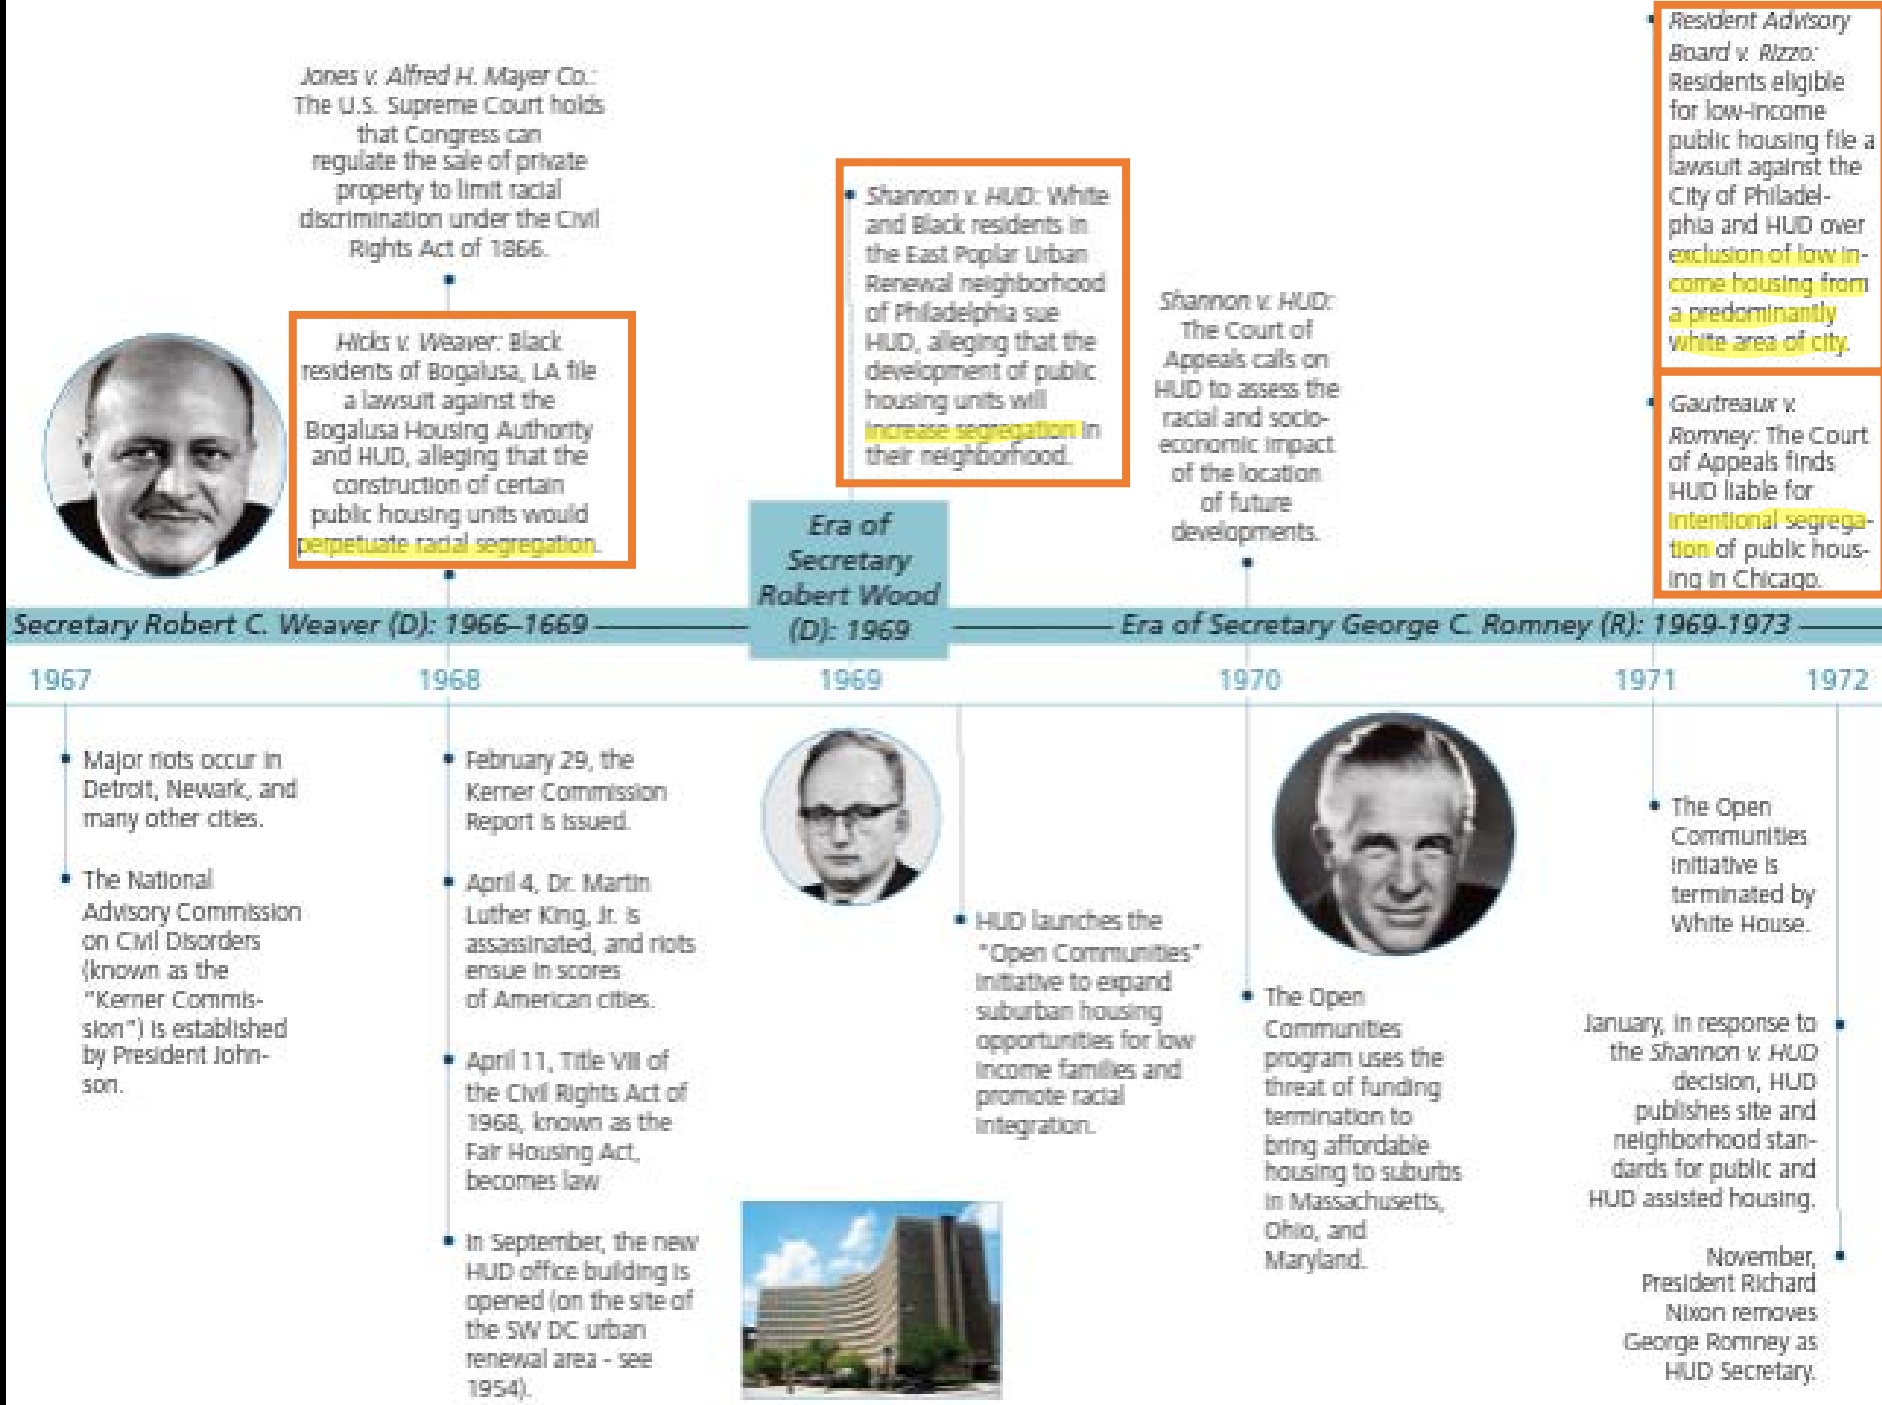 Jones v. Alfred H. Mayer Co.:
The U.S. Supreme Court holds
that Congress can
regulate the sale of private
property to limit racial
discrimination under the Civil
Rights Act of 1866.
Hicks v. Weaver: Black
residents of Bogalusa, LA file
a lawsuit against the
Bogalusa Housing Authority
and HUD, alleging that the
construction of certain
public housing units would
perpetuate racial segregation.
Shannon v. HUD: White
and Black residents in
the East Poplar Urban
Renewal neighborhood
of Philadelphia sue
HUD, alleging that the
development of public
housing units will
increase segregation in
their neighborhood.
Shannon v. HUD:
The Court of
Appeals calls on
HUD to assess the
racial and socio-
economic impact
of the location
of future
developments.
Resident Advisory
Board v. Rizzo:
Residents eligible
for low-income
public housing file a
lawsuit against the
City of Philadel-
phia and HUD over
exclusion of low in-
come housing from
a predominantly
white area of city.
Gautreaux v.
Romney: The Court
of Appeals finds
HUD liable for
intentional segrega-
tion of public hous-
ing in Chicago.
Secretary Robert C. Weaver (D): 1966–1669
Era of
Secretary
Robert Wood
(D): 1969
Era of Secretary George C. Romney (R): 1969-1973
1967
1968
1969
1970
1971
1972
Major riots occur in
Detroit, Newark, and
many other cities.
The National
Advisory Commission
on Civil Disorders
(known as the
"Kerner Commis-
sion") is established
by President John-
son.
February 29, the
Kerner Commission
Report is issued.
April 4, Dr. Martin
Luther King, Jr. is
assassinated, and riots
ensue in scores
of American cities.
April 11, Title VIII of
the Civil Rights Act of
1968, known as the
Fair Housing Act,
becomes law
In September, the new
HUD office building is
opened (on the site of
the SW DC urban
renewal area - see
1954).
HUD launches the
"Open Communities"
initiative to expand
suburban housing
opportunities for low
income families and
promote racial
integration.
The Open
Communities
program uses the
threat of funding
termination to
bring affordable
housing to suburbs
in Massachusetts,
Ohio, and
Maryland.
The Open
Communities
initiative is
terminated by
White House.
January, in response to
the Shannon v. HUD
decision, HUD
publishes site and
neighborhood stan-
dards for public and
HUD assisted housing.
November,
President Richard
Nixon removes
George Romney as
HUD Secretary.